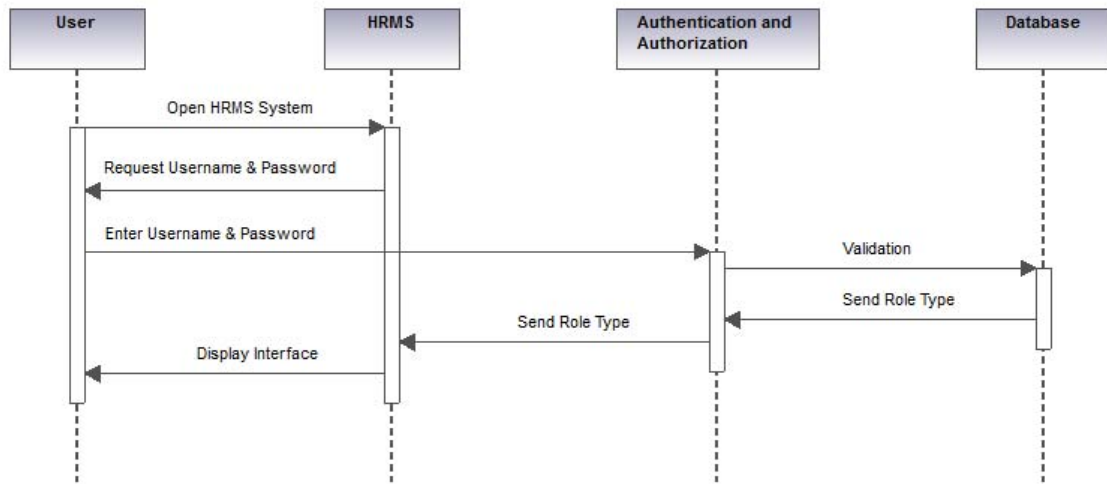 User
HRMS
Authentication and
Authorization
Database
Open HRMS System
Request Username & Password
Enter Username & Password
Validation
Send Role Type
Send Role Type
Display Interface